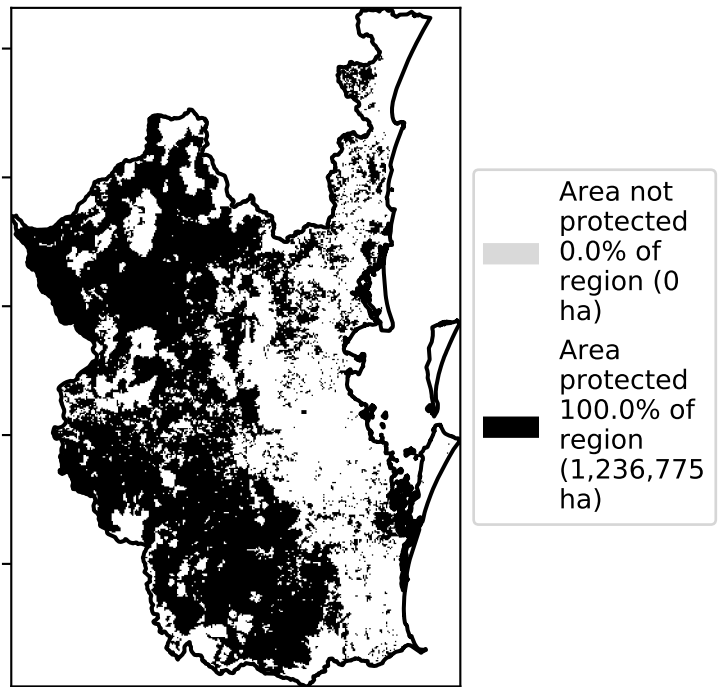 Area not
protected
0.0% of
region (0
ha)
Area
protected
100.0% of
region
(1,236,775
ha)